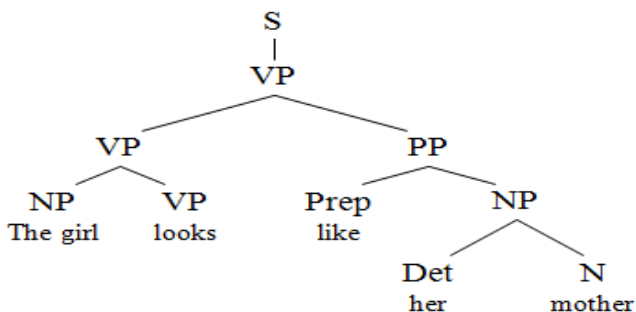 S
VP
VP PP
NP VP Prep NP
The girl looks like
Det N
her mother